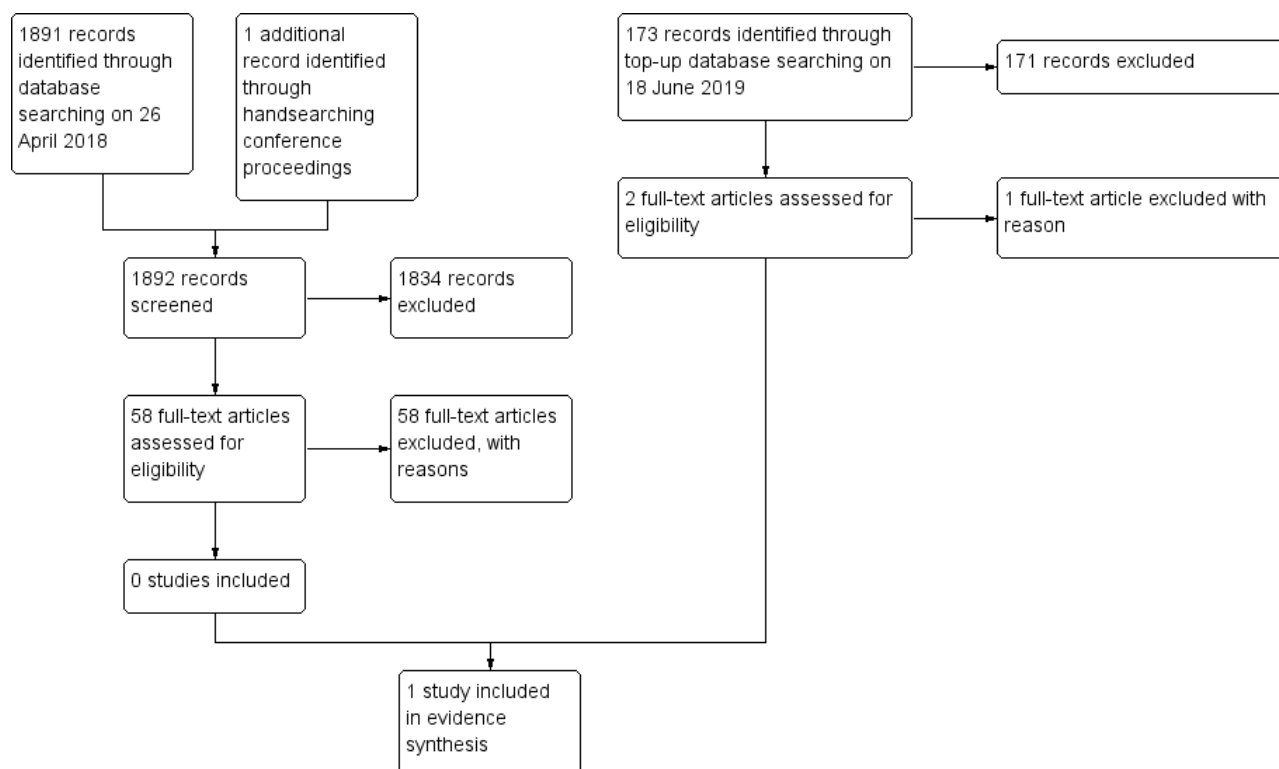 1891 records
identified through
database
searching on 26
April 2018
1 additional
record identified
through
handsearching
conference
proceedings
173 records identified through
top-up database searching on
18 June 2019
171 records excluded
2 full-text articles assessed for
eligibility
1 full-text article excluded with
reason
1892 records
screened
1834 records
excluded
58 full-text articles
assessed for
eligibility
58 full-text articles
excluded, with
reasons
0 studies included
1 study included
in evidence
synthesis